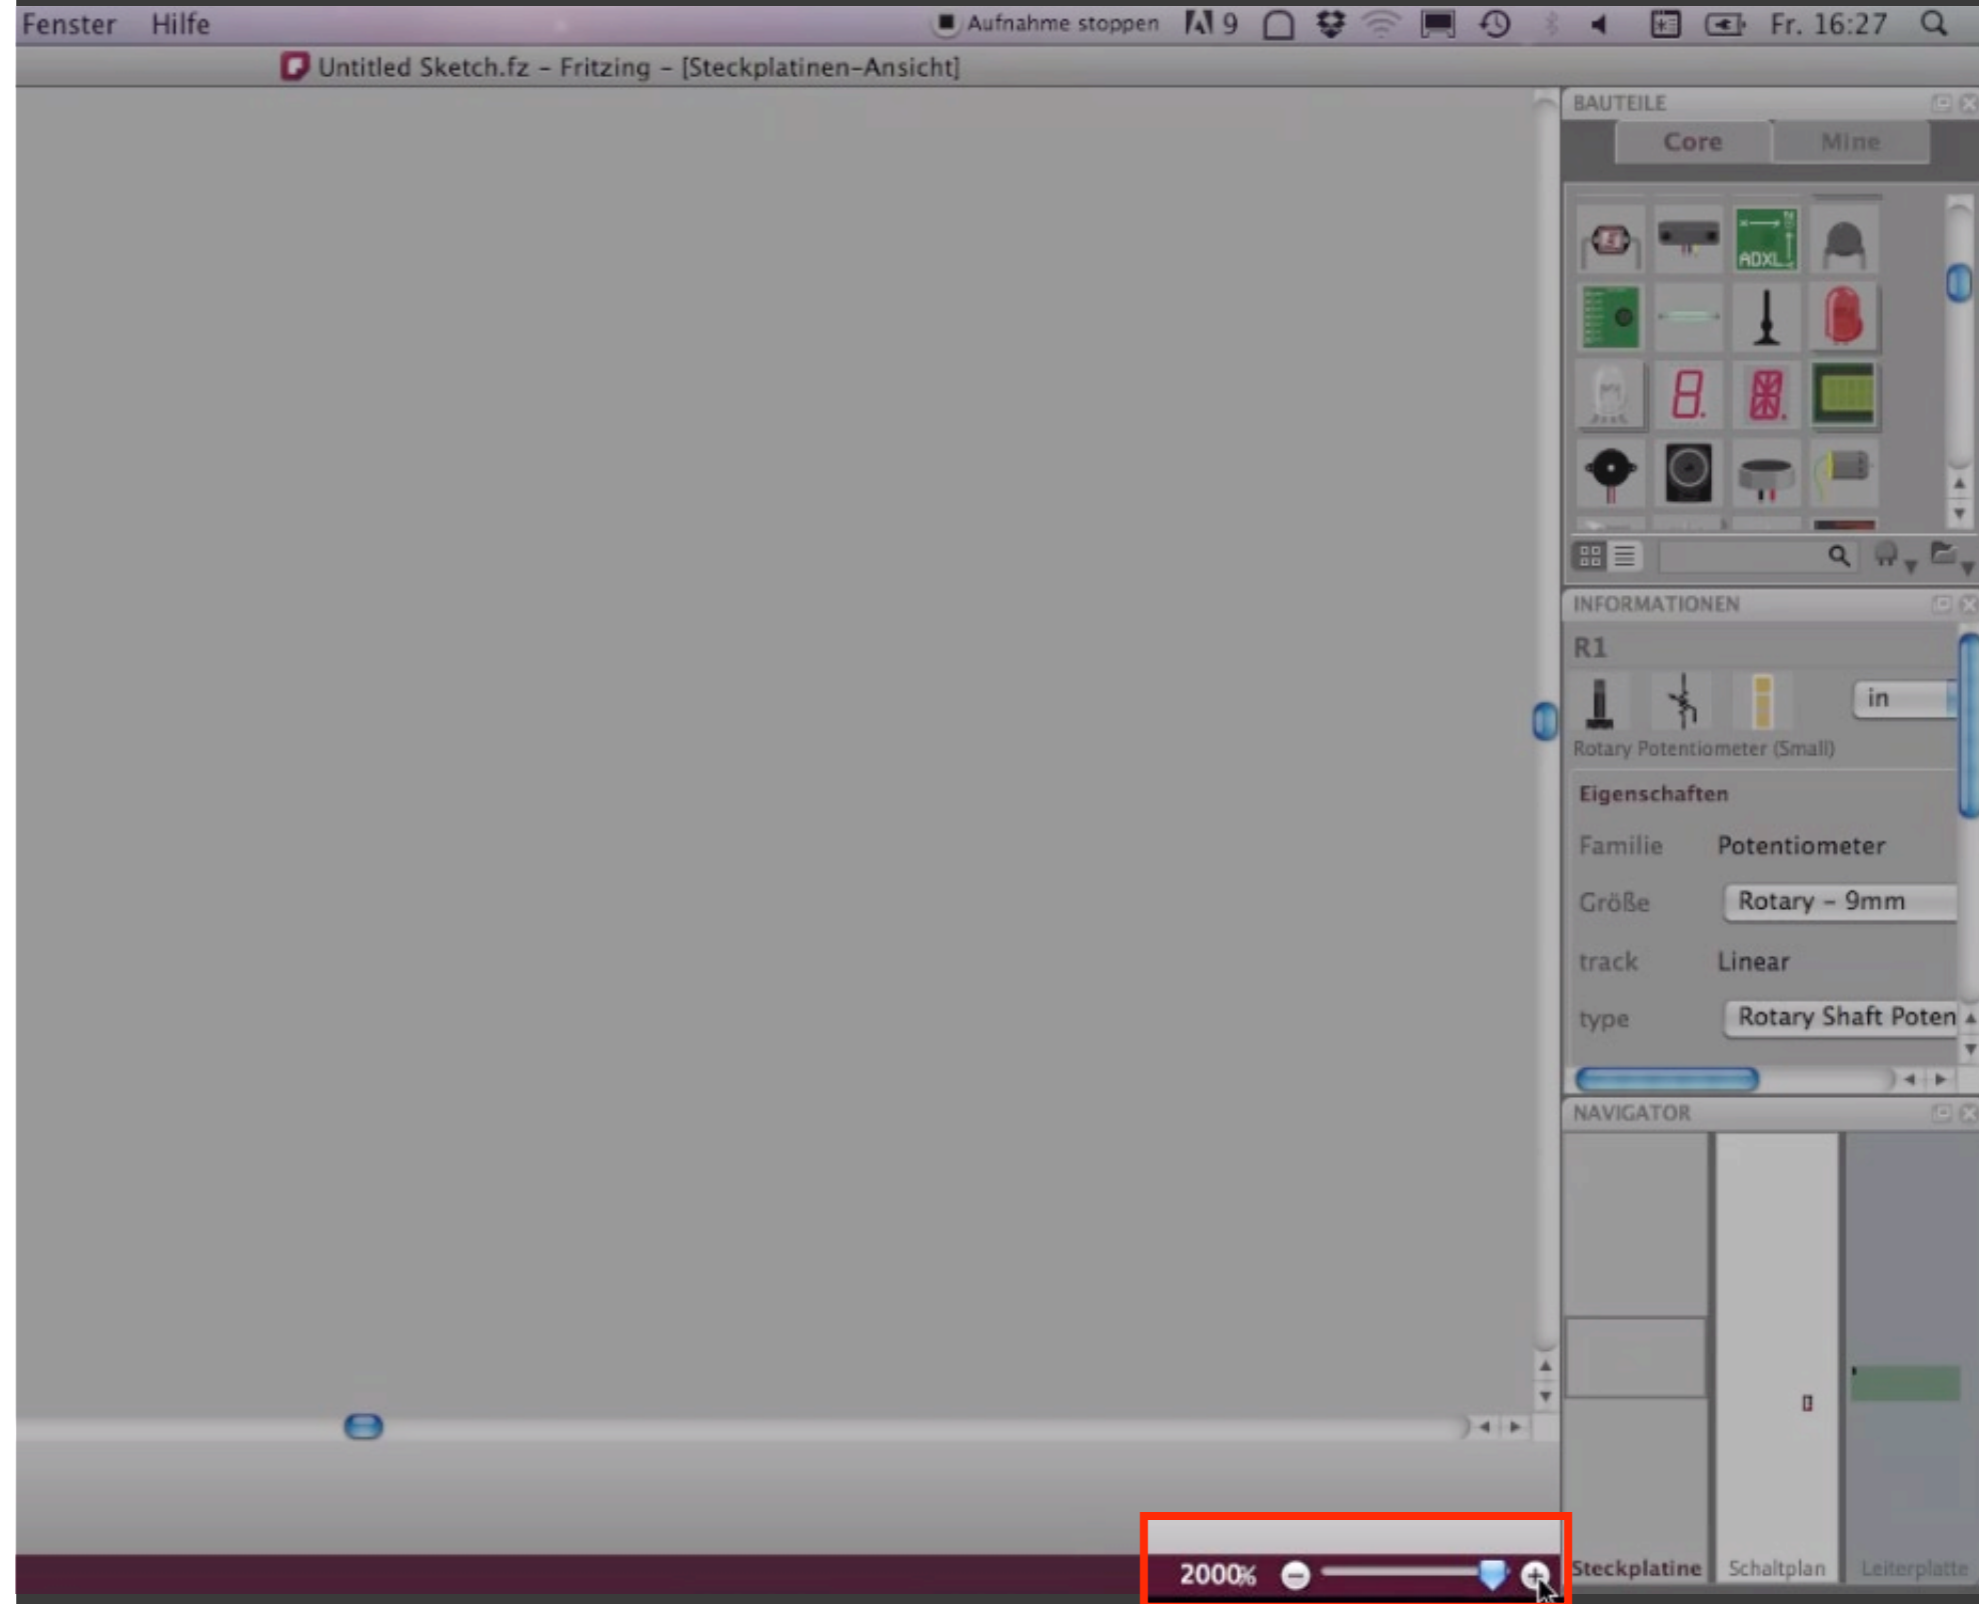 Fenster Hilfe Aufnahme stoppen 9 Fr. 16:27
Untitled Sketch.fz – Fritzing – [Steckplatinen-Ansicht]
BAUTEILE
Core Mine
ADXL
INFORMATIONEN
R1
in
Rotary Potentiometer (Small)
Eigenschaften
Familie Potentiometer
Größe Rotary – 9mm
track Linear
type Rotary Shaft Poten
NAVIGATOR
2000% Steckplatine Schaltplan Leiterplatte